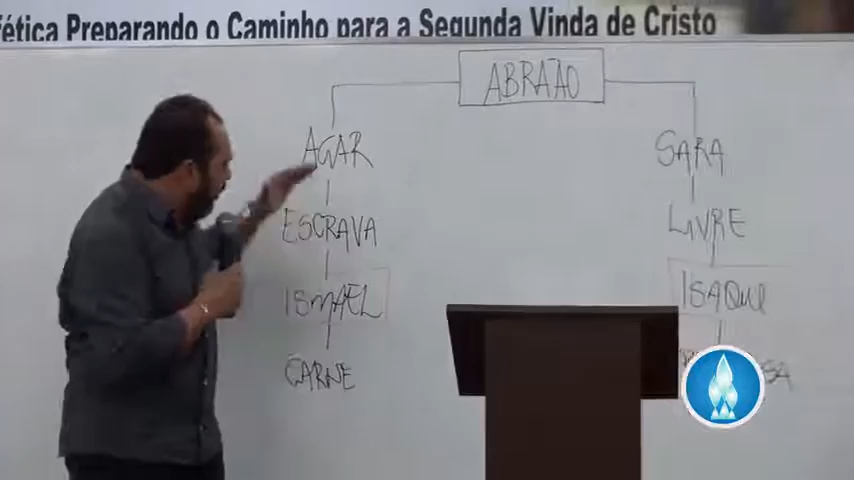 ética Preparando o Caminho para a Segunda Vinda de Cristo
ABRAÃO
AGAR SARA
ESCRAVA LIVRE
ISMAEL ISAQUE
CARNE